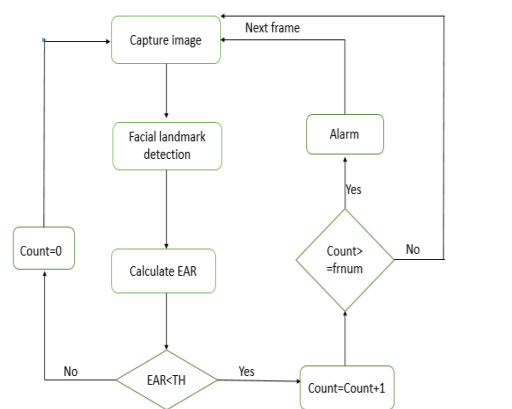 Capture image
Next frame
Facial landmark
detection
Alarm
Yes
Count=0
Calculate EAR
Count>
=frnum
No
No
EAR<TH
Yes
Count=Count+1